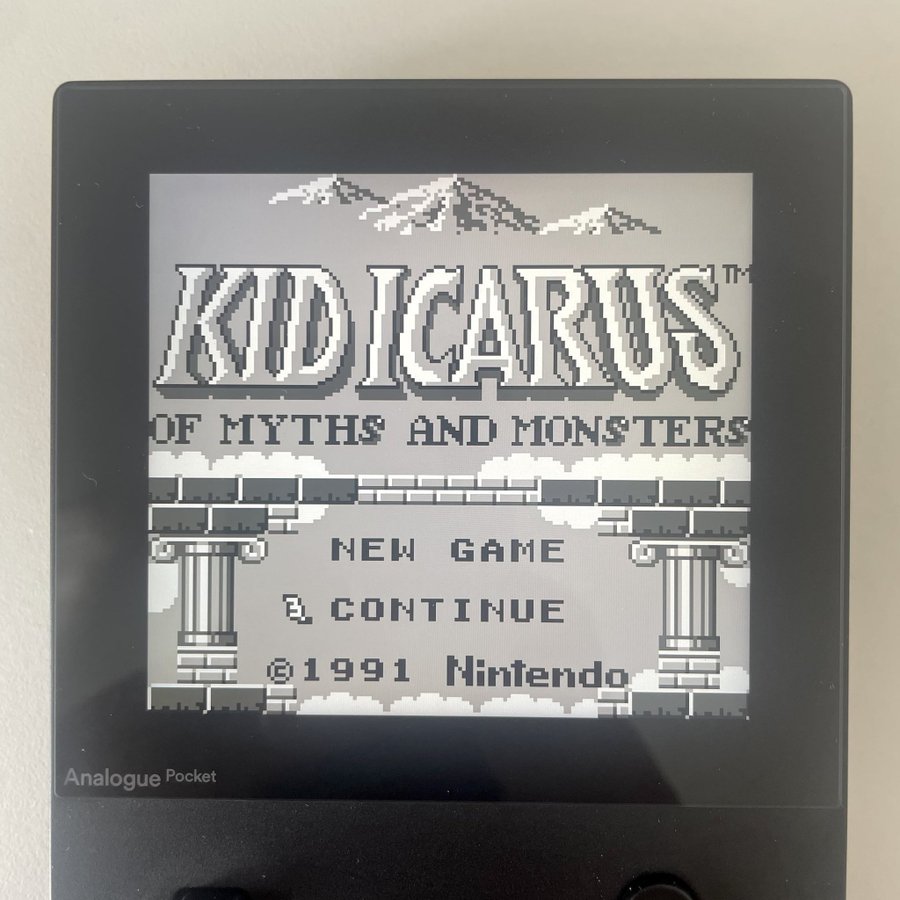 KID ICARUS™
OF MYTHS AND MONSTERS
NEW GAME
CONTINUE
©1991 Nintendo
Analogue Pocket